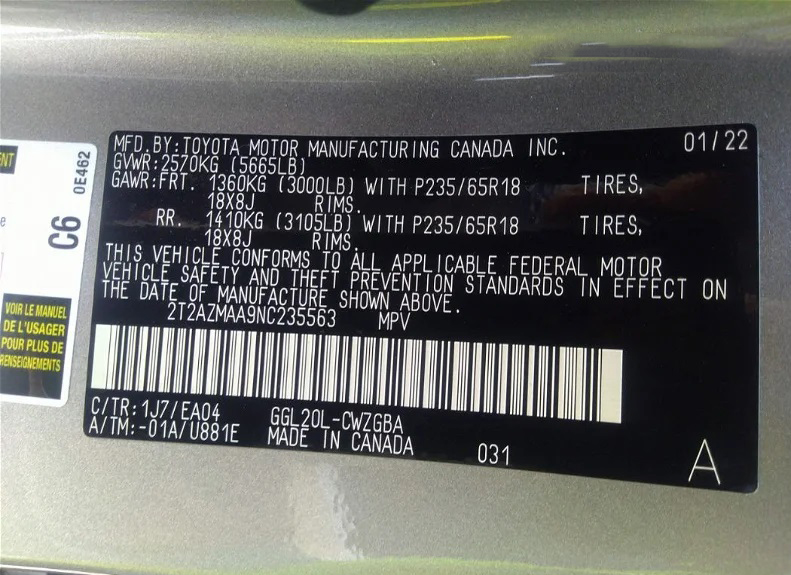 MFD.BY:TOYOTA MOTOR MANUFACTURING CANADA INC. 01/22
GVWR:2570KG (5665LB)
GAWR:FRT. 1360KG (3000LB) WITH P235/65R18 TIRES,
18X8J RIMS.
RR. 1410KG (3105LB) WITH P235/65R18 TIRES,
18X8J RIMS.
THIS VEHICLE CONFORMS TO ALL APPLICABLE FEDERAL MOTOR
VEHICLE SAFETY AND THEFT PREVENTION STANDARDS IN EFFECT ON
THE DATE OF MANUFACTURE SHOWN ABOVE.
2T2AZMAA9NC235563 MPV
C/TR:1J7/EA04 GGL20L-CWZGBA
A/TM:-01A/U881E MADE IN CANADA 031
A
C6 0E462
VOIR LE MANUEL
DE L'USAGER
POUR PLUS DE
RENSEIGNEMENTS